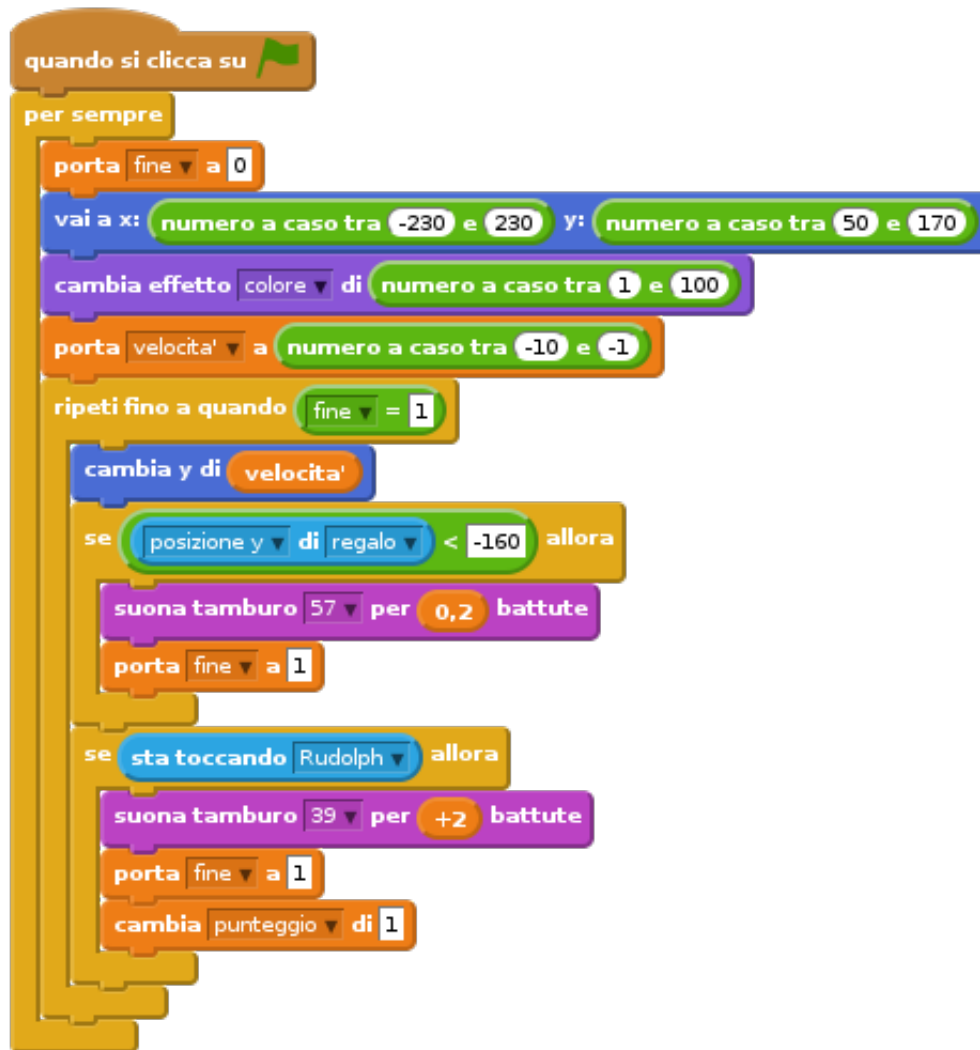 quando si clicca su
per sempre
porta fine a 0
vai a x: numero a caso tra -230 e 230 y: numero a caso tra 50 e 170
cambia effetto colore di numero a caso tra 1 e 100
porta velocita' a numero a caso tra -10 e -1
ripeti fino a quando fine = 1
cambia y di velocita'
se posizione y di regalo < -160 allora
suona tamburo 57 per 0,2 battute
porta fine a 1
se sta toccando Rudolph allora
suona tamburo 39 per +2 battute
porta fine a 1
cambia punteggio di 1